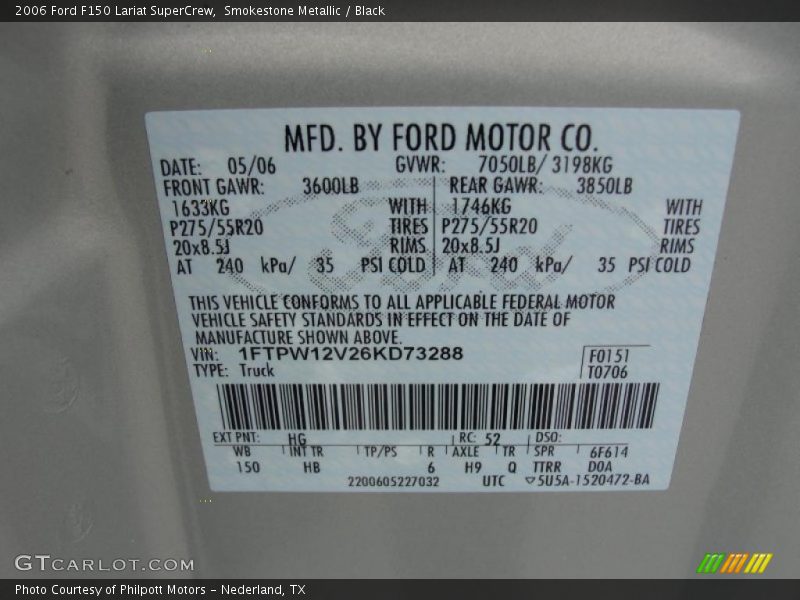 2006 Ford F150 Lariat SuperCrew,  Smokestone Metallic / Black
MFD. BY FORD MOTOR CO.
DATE: 05/06 GVWR: 7050LB/ 3198KG
FRONT GAWR: 3600LB REAR GAWR: 3850LB
1633KG WITH 1746KG WITH
P275/55R20 TIRES P275/55R20 TIRES
20x8.5J RIMS 20x8.5J RIMS
AT 240 kPa/ 35 PSI COLD AT 240 kPa/ 35 PSI COLD
Ford
THIS VEHICLE CONFORMS TO ALL APPLICABLE FEDERAL MOTOR
VEHICLE SAFETY STANDARDS IN EFFECT ON THE DATE OF
MANUFACTURE SHOWN ABOVE.
VIN: 1FTPW12V26KD73288 F0151
TYPE: Truck T0706
EXT PNT: HG RC: 52 DSO:
WB INT TR TP/PS R AXLE TR SPR 6F614
150 HB 6 H9 Q TTRR D0A
2200605227032 UTC 5U5A-1520472-BA
GTCARLOT.COM
Photo Courtesy of Philpott Motors – Nederland, TX